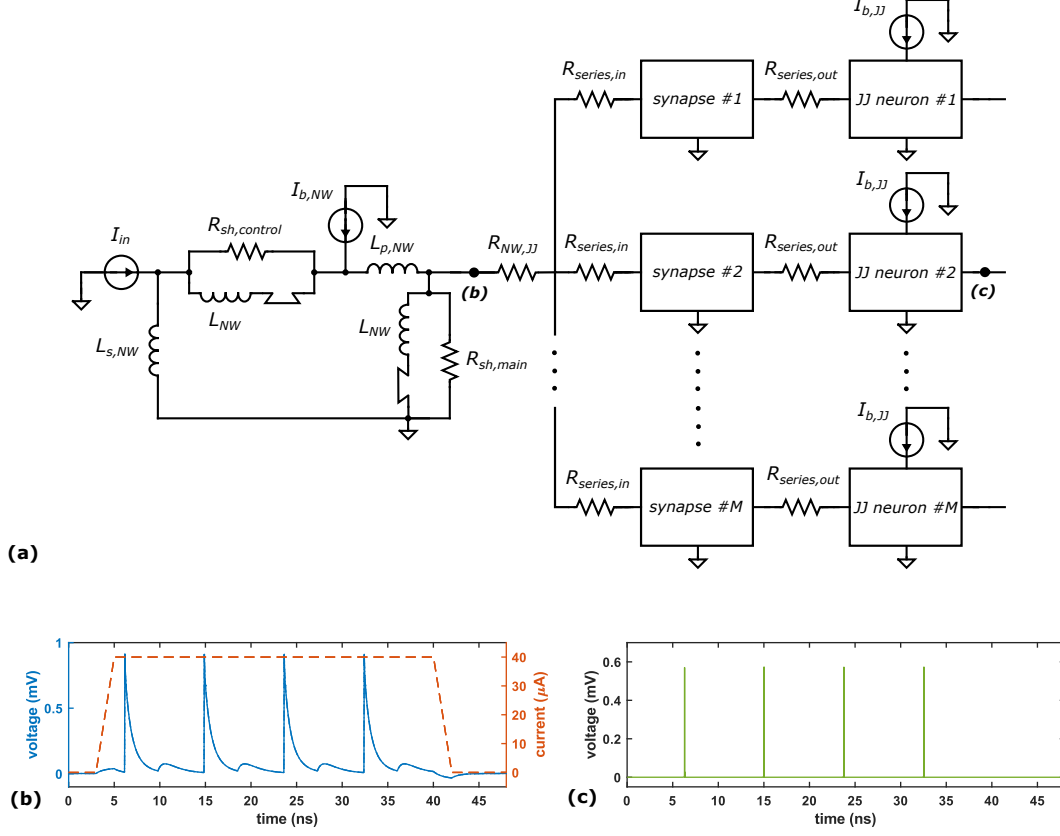 I_b,JJ
R_series,in
synapse #1
R_series,out
JJ neuron #1
I_b,JJ
I_b,NW
R_sh,control
I_in
L_p,NW
R_NW,JJ
R_series,in
synapse #2
R_series,out
JJ neuron #2
(b)
(c)
L_NW
L_NW
L_s,NW
R_sh,main
I_b,JJ
R_series,in
synapse #M
R_series,out
JJ neuron #M
(a)
voltage (mV)
1
0.5
0
current (μA)
40
30
20
10
0
0 5 10 15 20 25 30 35 40 45
time (ns)
(b)
voltage (mV)
0.6
0.4
0.2
0
0 5 10 15 20 25 30 35 40 45
time (ns)
(c)